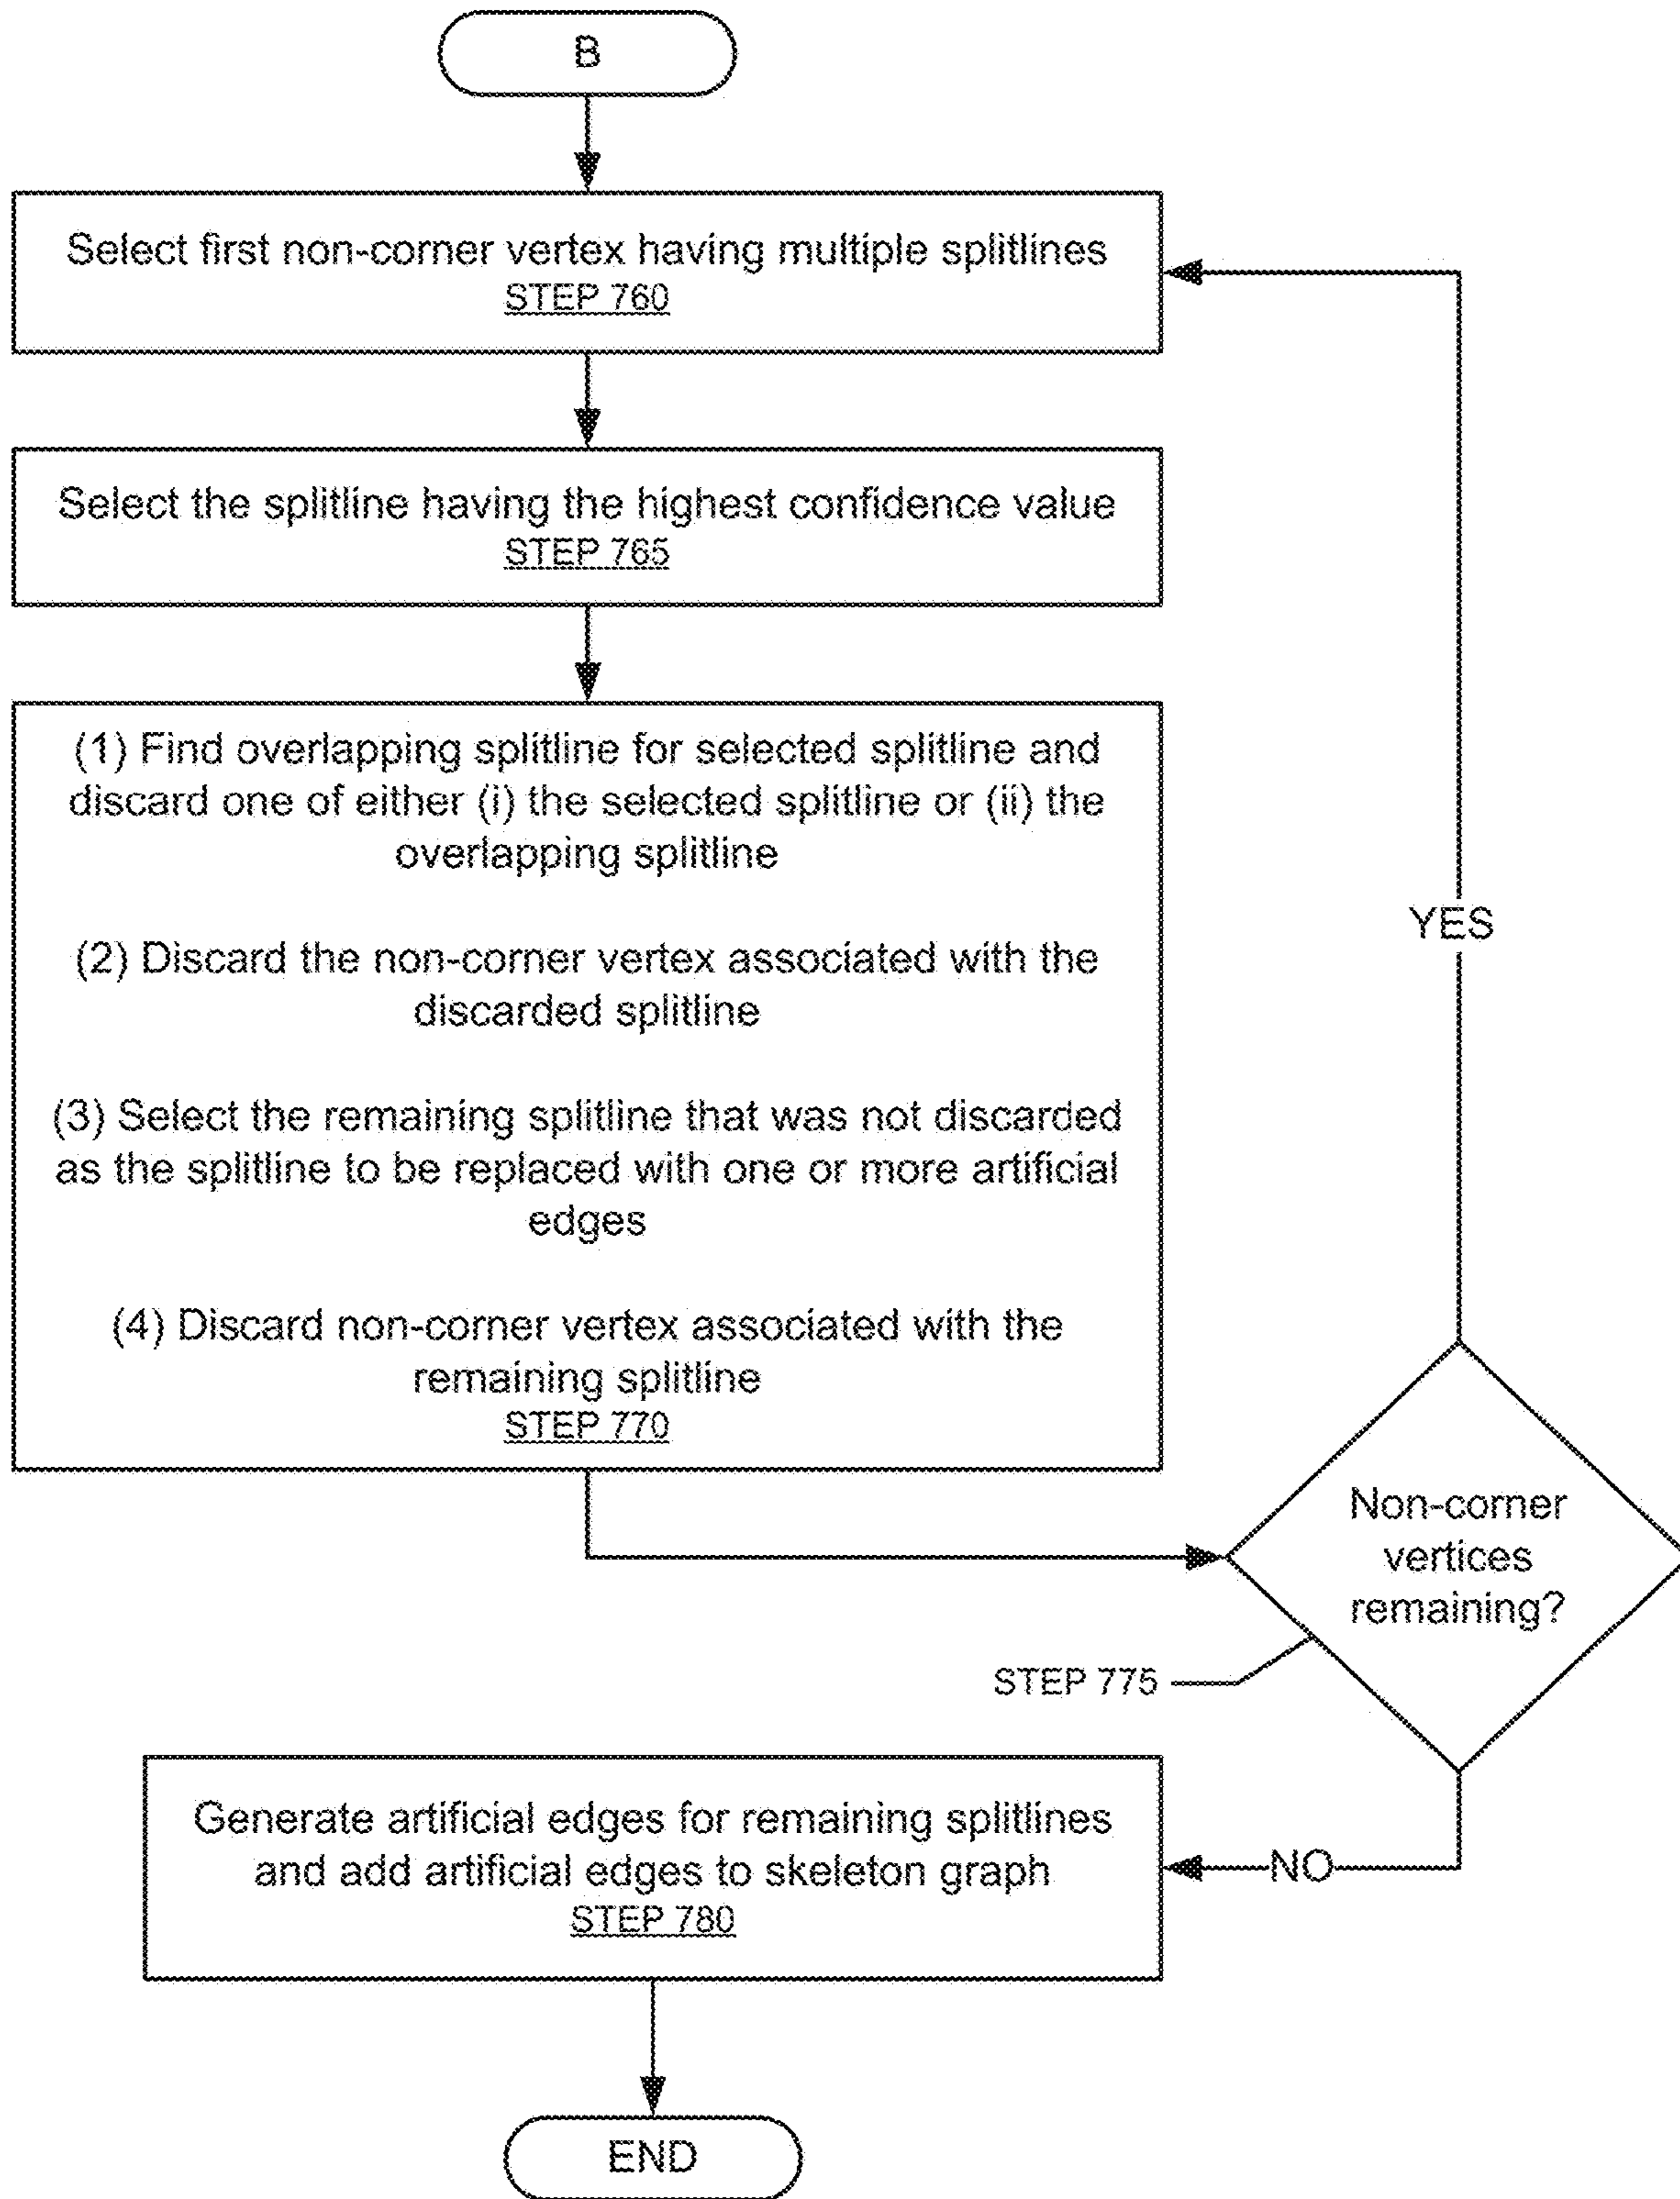 B
Select first non-corner vertex having multiple splitlines
STEP 760
Select the splitline having the highest confidence value
STEP 765
(1) Find overlapping splitline for selected splitline and
discard one of either (i) the selected splitline or (ii) the
overlapping splitline
(2) Discard the non-corner vertex associated with the
discarded splitline
(3) Select the remaining splitline that was not discarded
as the splitline to be replaced with one or more artificial
edges
(4) Discard non-corner vertex associated with the
remaining splitline
STEP 770
YES
Non-corner
vertices
remaining?
STEP 775
NO
Generate artificial edges for remaining splitlines
and add artificial edges to skeleton graph
STEP 780
END